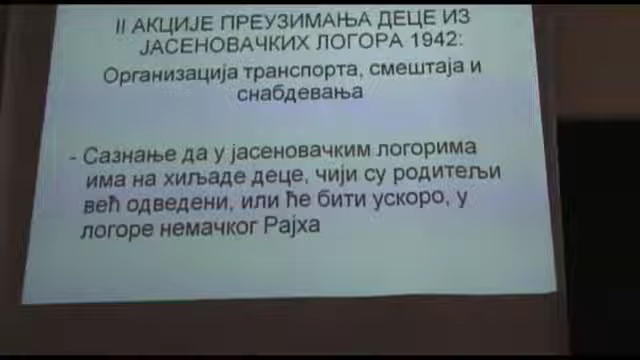 II АКЦИЈЕ ПРЕУЗИМАЊА ДЕЦЕ ИЗ
ЈАСЕНОВАЧКИХ ЛОГОРА 1942:
Организација транспорта, смештаја и
снабдевања
- Сазнање да у јасеновачким логорима
има на хиљаде деце, чији су родитељи
већ одведени, или ће бити ускоро, у
логоре немачког Рајха